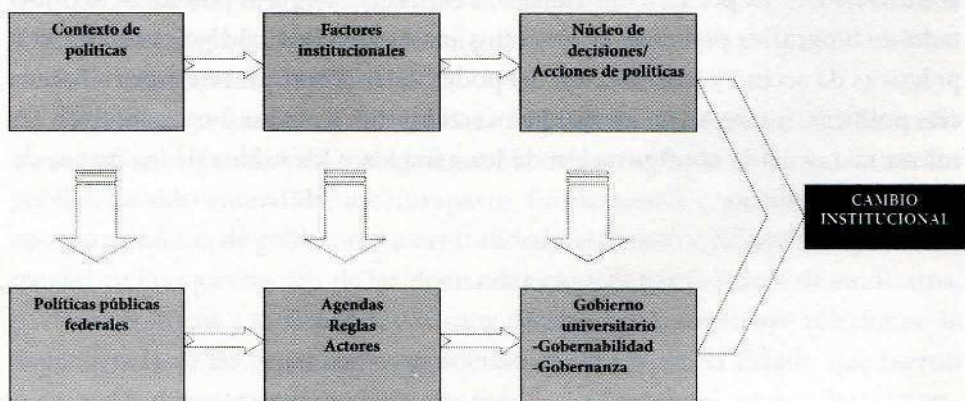 Contexto de
políticas
Factores
institucionales
Núcleo de
decisiones/
Acciones de políticas
CAMBIO
INSTITUCIONAL
Políticas públicas
federales
Agendas
Reglas
Actores
Gobierno
universitario
-Gobernabilidad
-Gobernanza